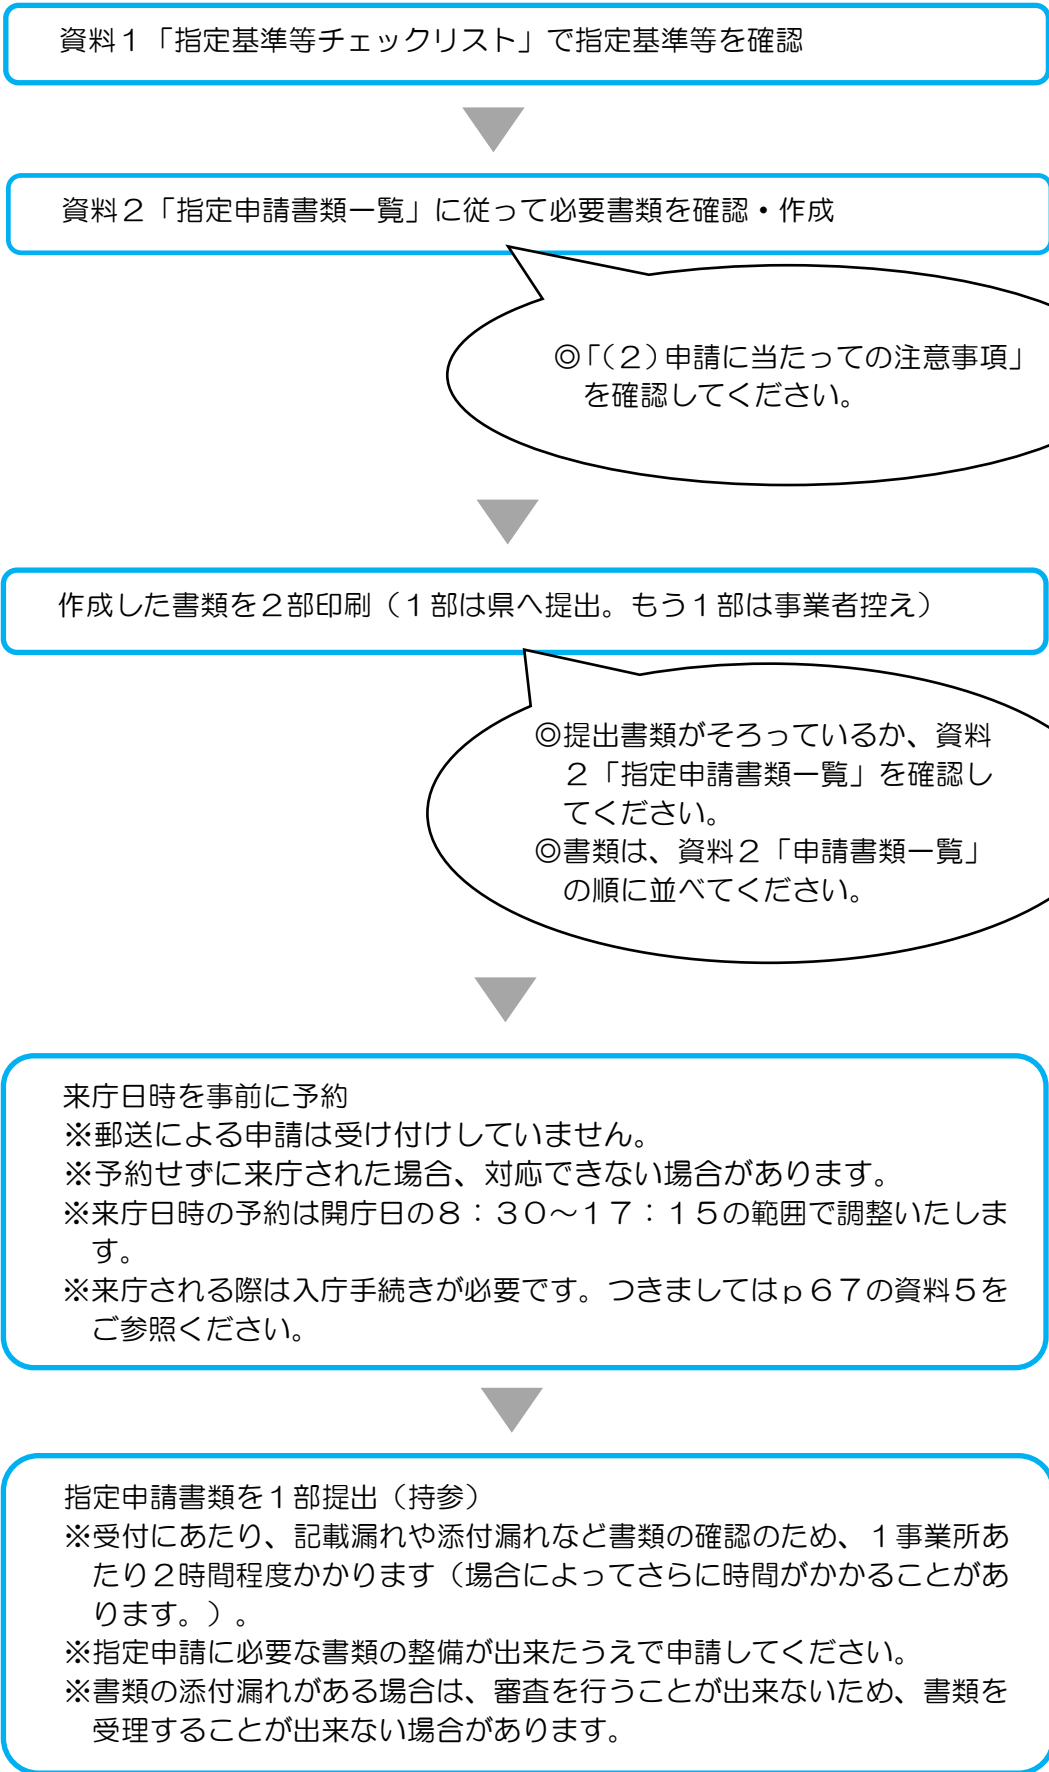 資料１「指定基準等チェックリスト」で指定基準等を確認
資料２「指定申請書類一覧」に従って必要書類を確認・作成
◎「（２）申請に当たっての注意事項」
を確認してください。
作成した書類を２部印刷（１部は県へ提出。もう１部は事業者控え）
◎提出書類がそろっているか、資料
２「指定申請書類一覧」を確認し
てください。
◎書類は、資料２「申請書類一覧」
の順に並べてください。
来庁日時を事前に予約
※郵送による申請は受け付けしていません。
※予約せずに来庁された場合、対応できない場合があります。
※来庁日時の予約は開庁日の８：３０～１７：１５の範囲で調整いたしま
す。
※来庁される際は入庁手続きが必要です。つきましてはｐ６７の資料５を
ご参照ください。
指定申請書類を１部提出（持参）
※受付にあたり、記載漏れや添付漏れなど書類の確認のため、１事業所あ
たり２時間程度かかります（場合によってさらに時間がかかることがあ
ります。）。
※指定申請に必要な書類の整備が出来たうえで申請してください。
※書類の添付漏れがある場合は、審査を行うことが出来ないため、書類を
受理することが出来ない場合があります。